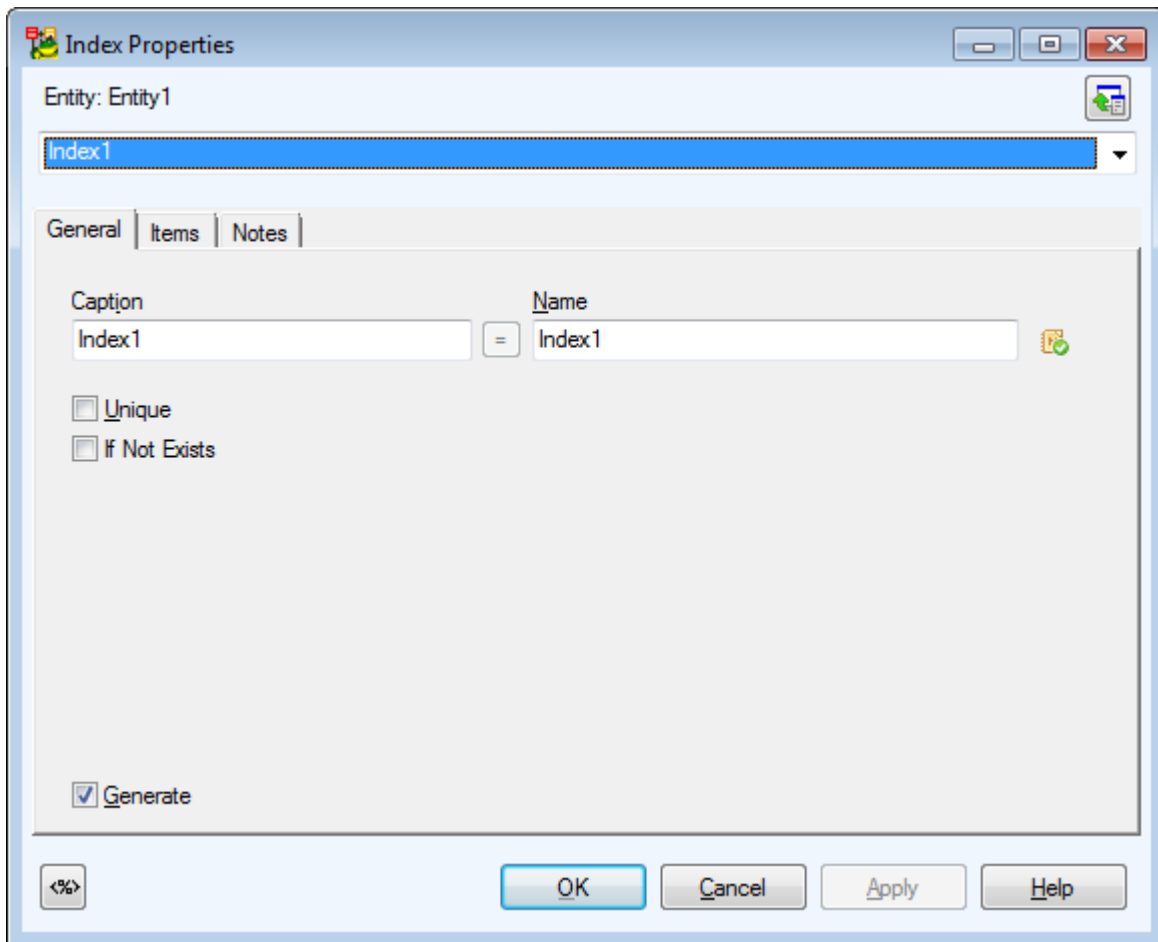 Index Properties
Entity: Entity1
Index1
General Items Notes
Caption Name
Index1 = Index1
Unique
If Not Exists
Generate
<%> OK Cancel Apply Help